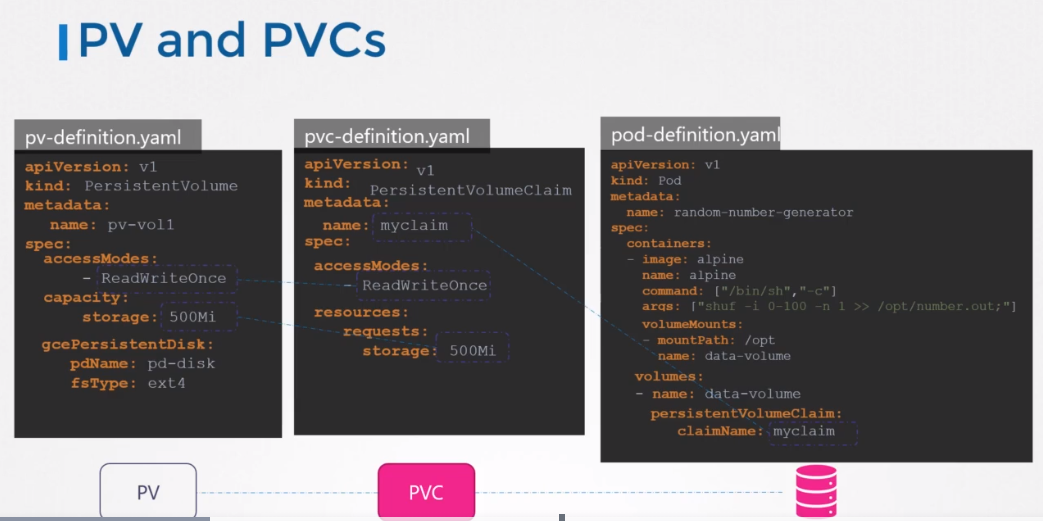 PV and PVCs
pv-definition.yaml
apiVersion: v1
kind: PersistentVolume
metadata:
name: pv-vol1
spec:
accessModes:
- ReadWriteOnce
capacity:
storage: 500Mi
gcePersistentDisk:
pdName: pd-disk
fsType: ext4
pvc-definition.yaml
apiVersion: v1
kind: PersistentVolumeClaim
metadata:
name: myclaim
spec:
accessModes:
- ReadWriteOnce
resources:
requests:
storage: 500Mi
pod-definition.yaml
apiVersion: v1
kind: Pod
metadata:
name: random-number-generator
spec:
containers:
- image: alpine
name: alpine
command: ["/bin/sh","-c"]
args: ["shuf -i 0-100 -n 1 >> /opt/number.out;"]
volumeMounts:
- mountPath: /opt
name: data-volume
volumes:
- name: data-volume
persistentVolumeClaim:
claimName: myclaim
PV
PVC